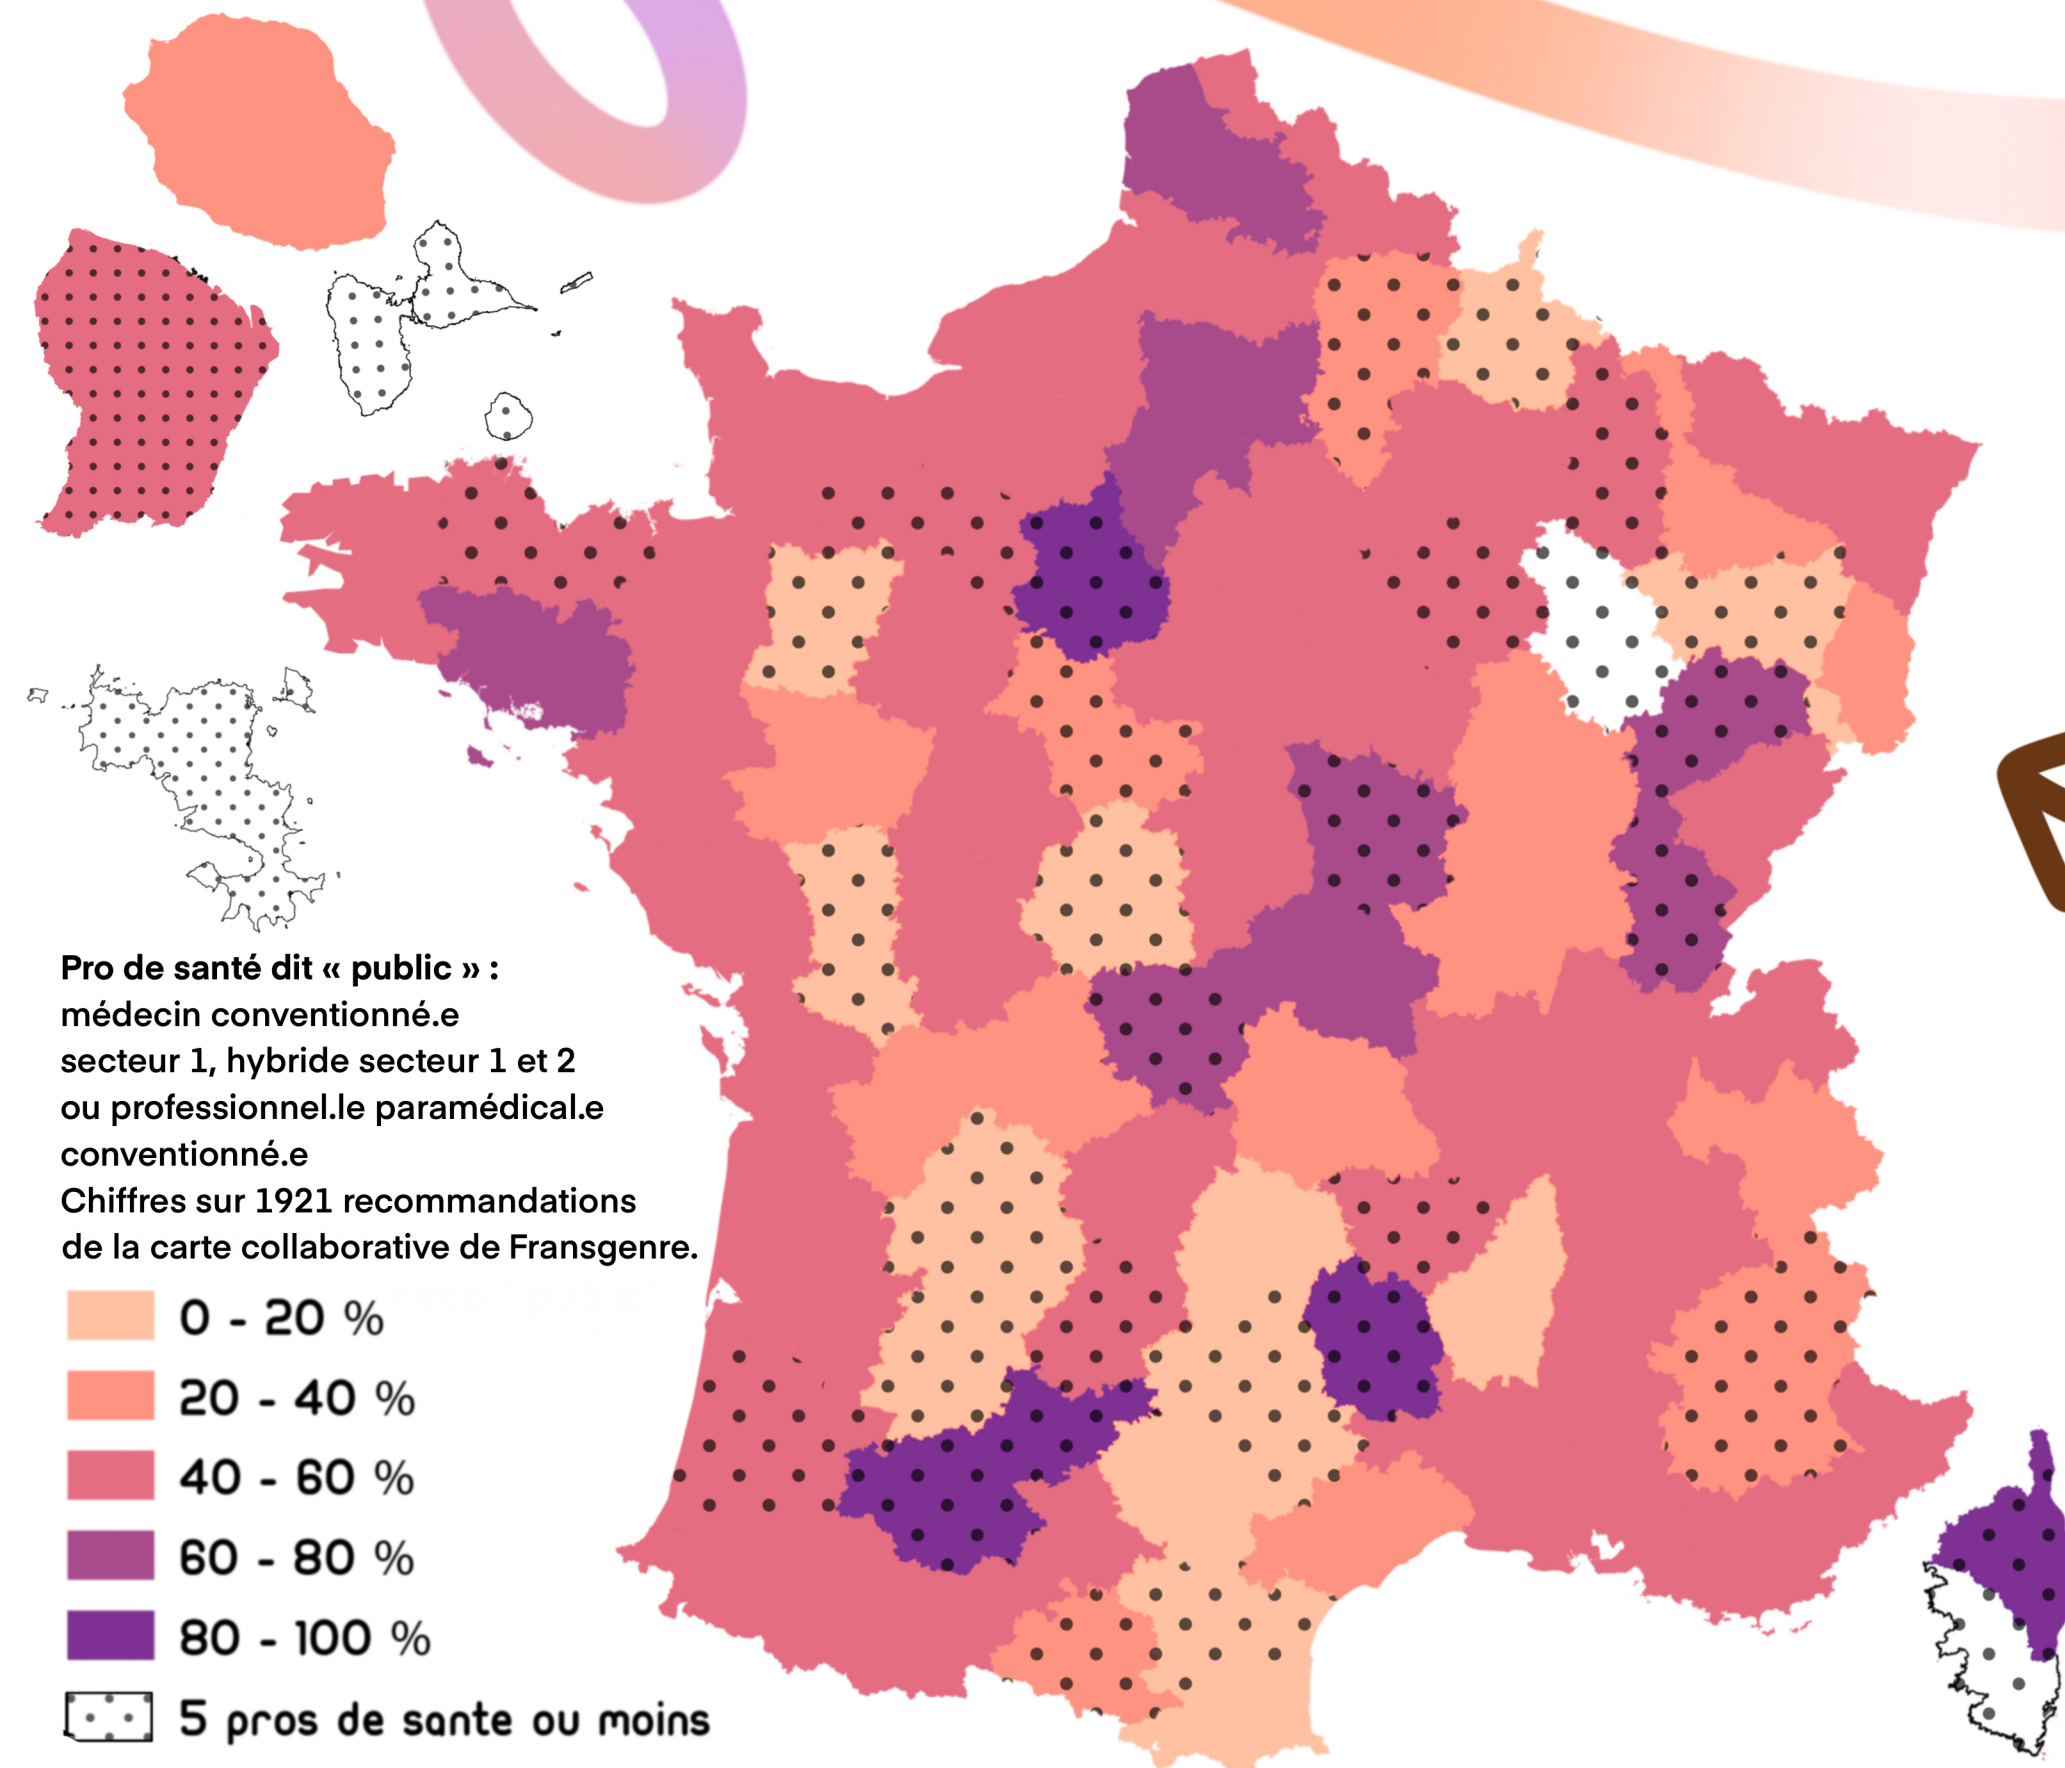 Pro de santé dit « public » :
médecin conventionné.e
secteur 1, hybride secteur 1 et 2
ou professionnel.le paramédical.e
conventionné.e
Chiffres sur 1921 recommandations
de la carte collaborative de Fransgenre.
0 - 20 %
20 - 40 %
40 - 60 %
60 - 80 %
80 - 100 %
5 pros de sante ou moins